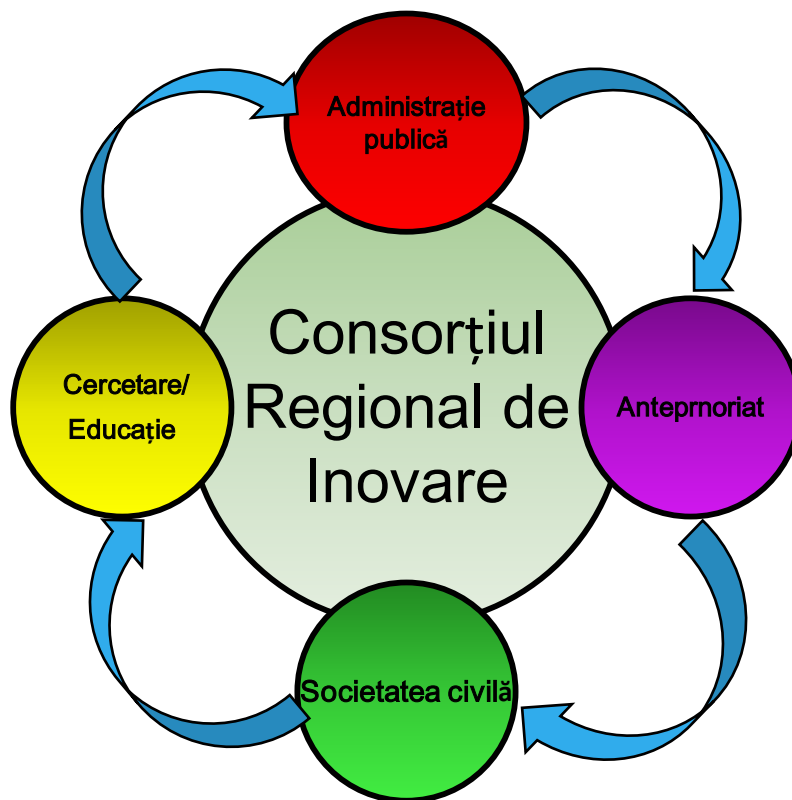 Administrație
publică
Consorțiul
Regional de
Inovare
Cercetare/
Educație
Anteprnoriat
Societatea civilă